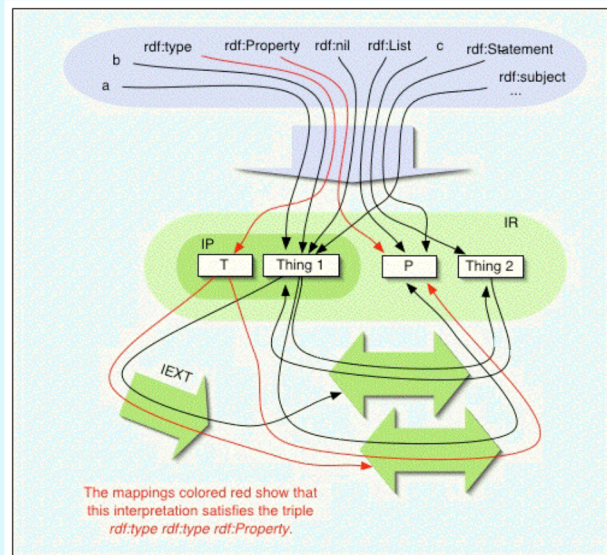 rdf:type rdf:Property rdf:nil rdf:List c rdf:Statement
b
rdf:subject
a
...
IR
IP
T Thing 1 P Thing 2
IEXT
The mappings colored red show that
this interpretation satisfies the triple
rdf:type rdf:type rdf:Property.